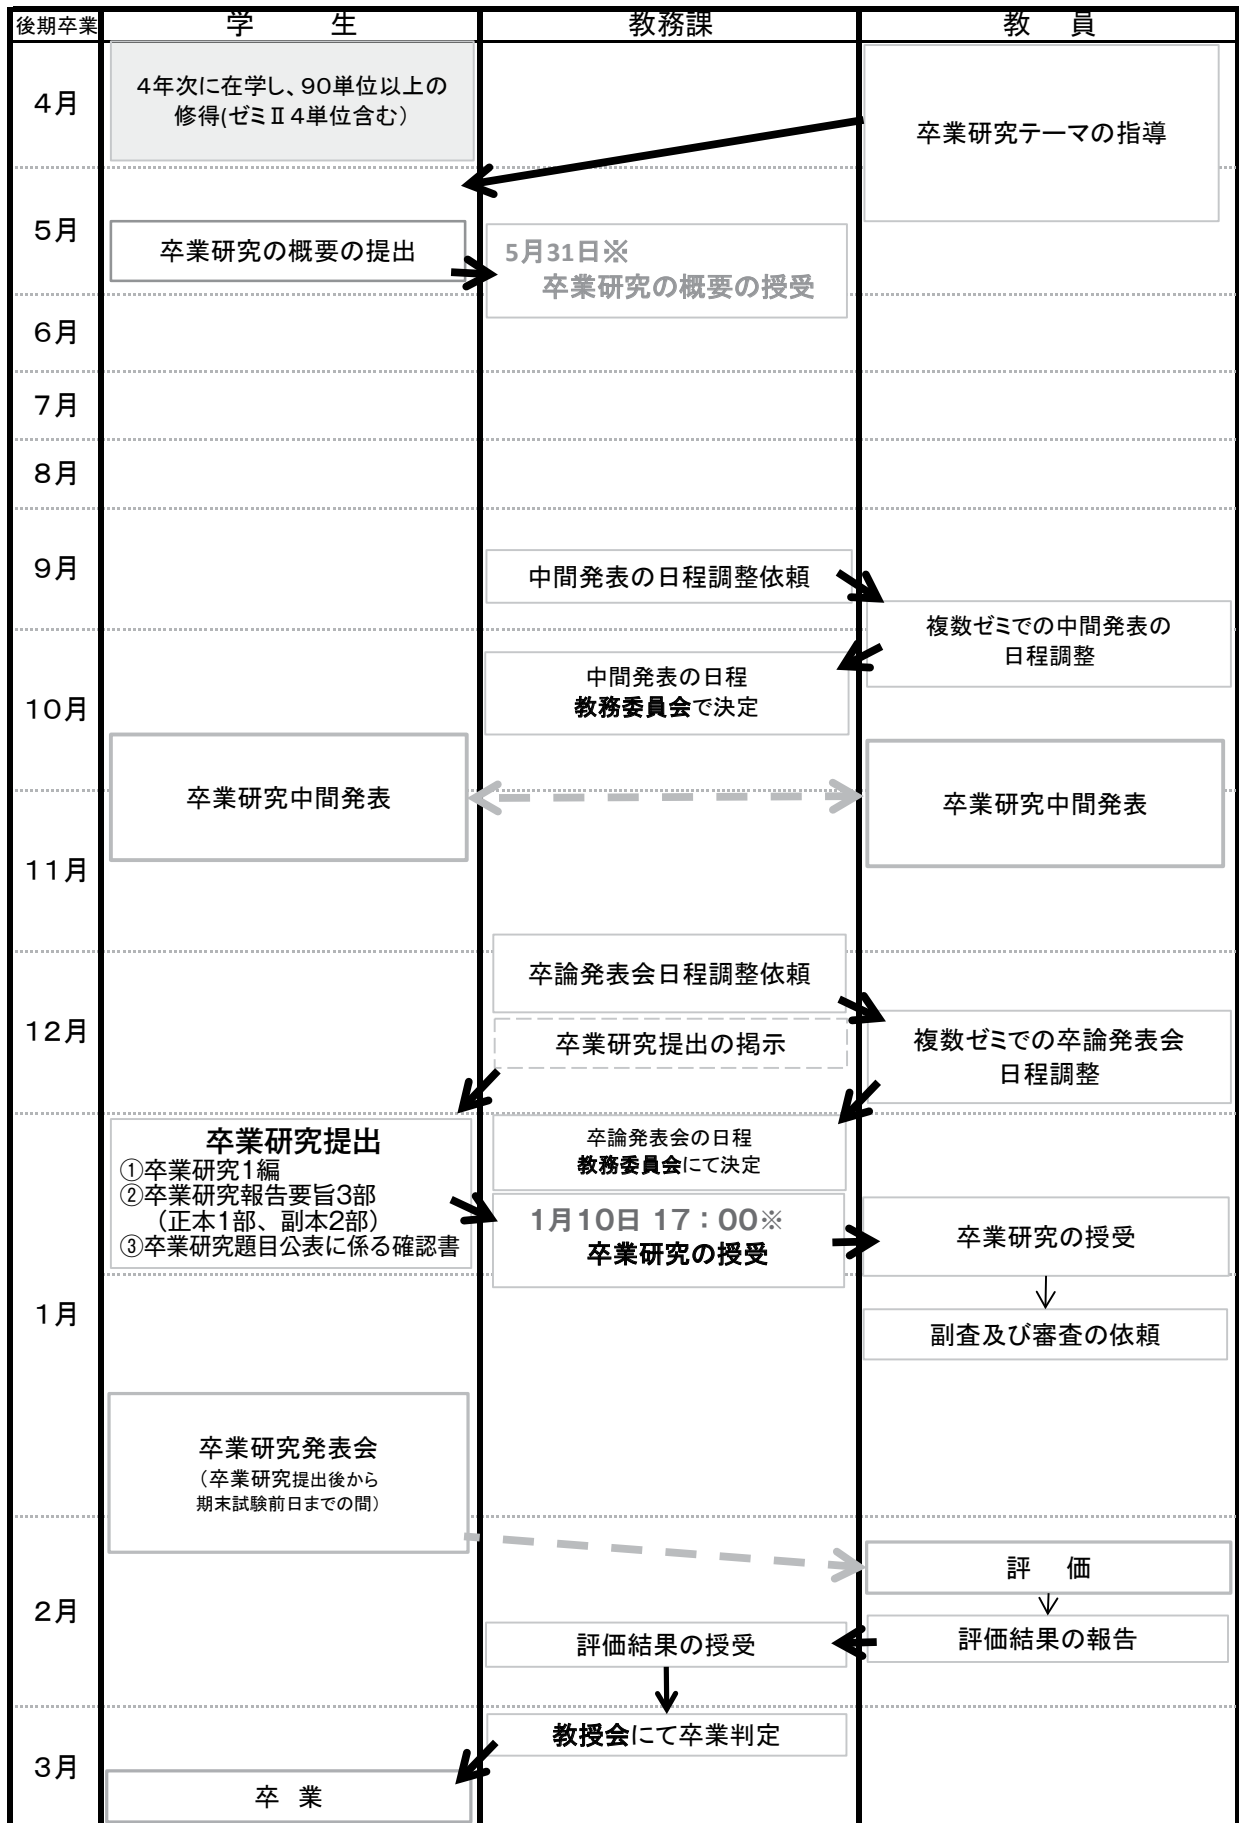 後期卒業
学　　　生
教務課
教　員
4月
4年次に在学し、90単位以上の
修得(ゼミⅡ4単位含む)
卒業研究テーマの指導
5月
卒業研究の概要の提出
5月31日※
卒業研究の概要の授受
6月
7月
8月
9月
中間発表の日程調整依頼
複数ゼミでの中間発表の
日程調整
10月
中間発表の日程
教務委員会で決定
卒業研究中間発表
卒業研究中間発表
11月
卒論発表会日程調整依頼
12月
卒業研究提出の掲示
複数ゼミでの卒論発表会
日程調整
卒業研究提出
①卒業研究1編
②卒業研究報告要旨3部
（正本1部、副本2部）
③卒業研究題目公表に係る確認書
卒論発表会の日程
教務委員会にて決定
1月10日 17：00※
卒業研究の授受
卒業研究の授受
1月
副査及び審査の依頼
卒業研究発表会
（卒業研究提出後から
期末試験前日までの間）
評　価
2月
評価結果の授受
評価結果の報告
教授会にて卒業判定
3月
卒 業